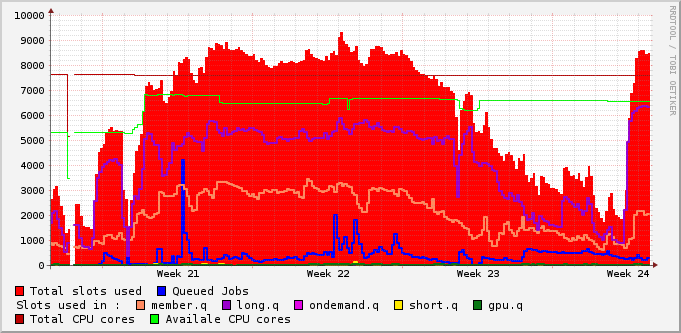 10000
9000
8000
7000
6000
5000
4000
3000
2000
1000
0
Week 21 Week 22 Week 23 Week 24
Total slots used Queued Jobs
Slots used in : member.q long.q ondemand.q short.q gpu.q
Total CPU cores Availale CPU cores
RRDTOOL / TOBI OETIKER